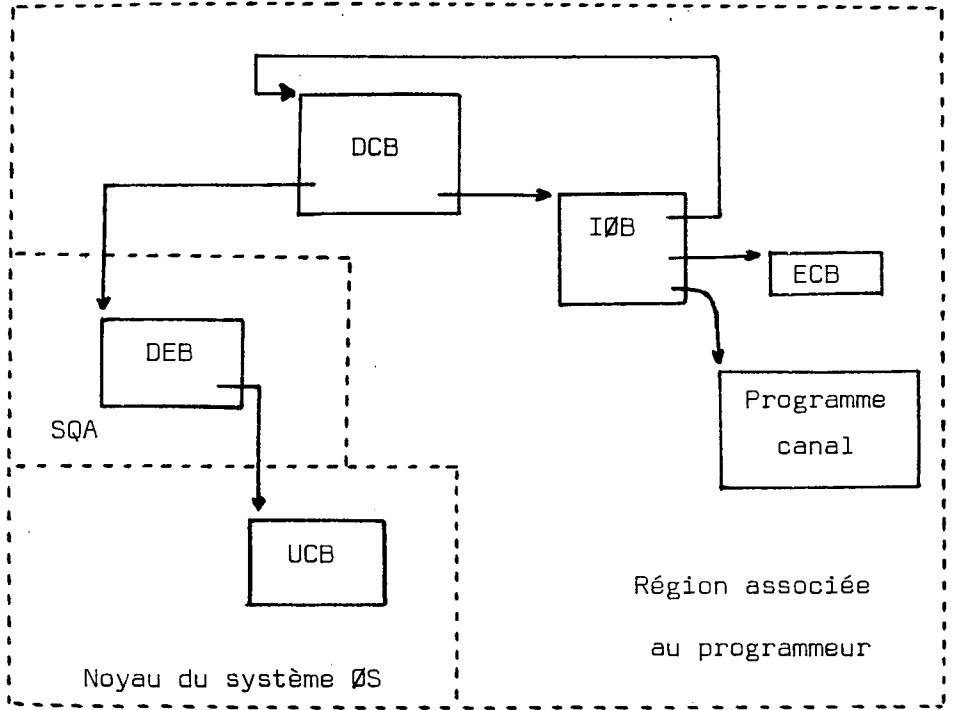 DCB
IØB
ECB
DEB
Programme
canal
SQA
UCB
Région associée
au programmeur
Noyau du système ØS